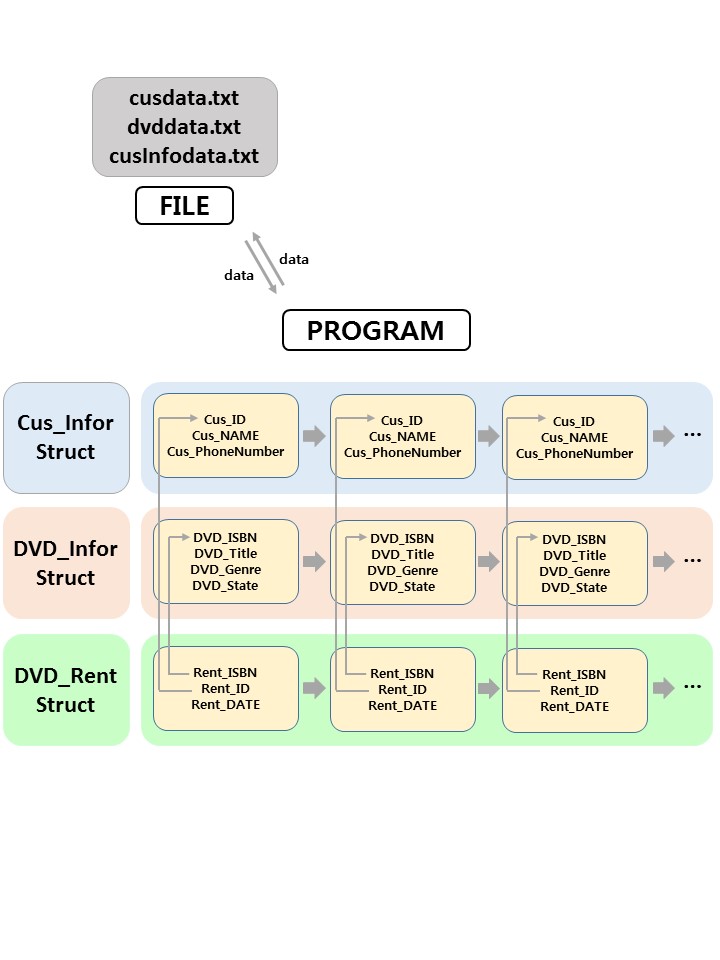 cusdata.txt
dvddata.txt
cusInfodata.txt
FILE
data
data
PROGRAM
Cus_Infor
Struct
Cus_ID
Cus_NAME
Cus_PhoneNumber
Cus_ID
Cus_NAME
Cus_PhoneNumber
Cus_ID
Cus_NAME
Cus_PhoneNumber
...
DVD_Infor
Struct
DVD_ISBN
DVD_Title
DVD_Genre
DVD_State
DVD_ISBN
DVD_Title
DVD_Genre
DVD_State
DVD_ISBN
DVD_Title
DVD_Genre
DVD_State
...
DVD_Rent
Struct
Rent_ISBN
Rent_ID
Rent_DATE
Rent_ISBN
Rent_ID
Rent_DATE
Rent_ISBN
Rent_ID
Rent_DATE
...